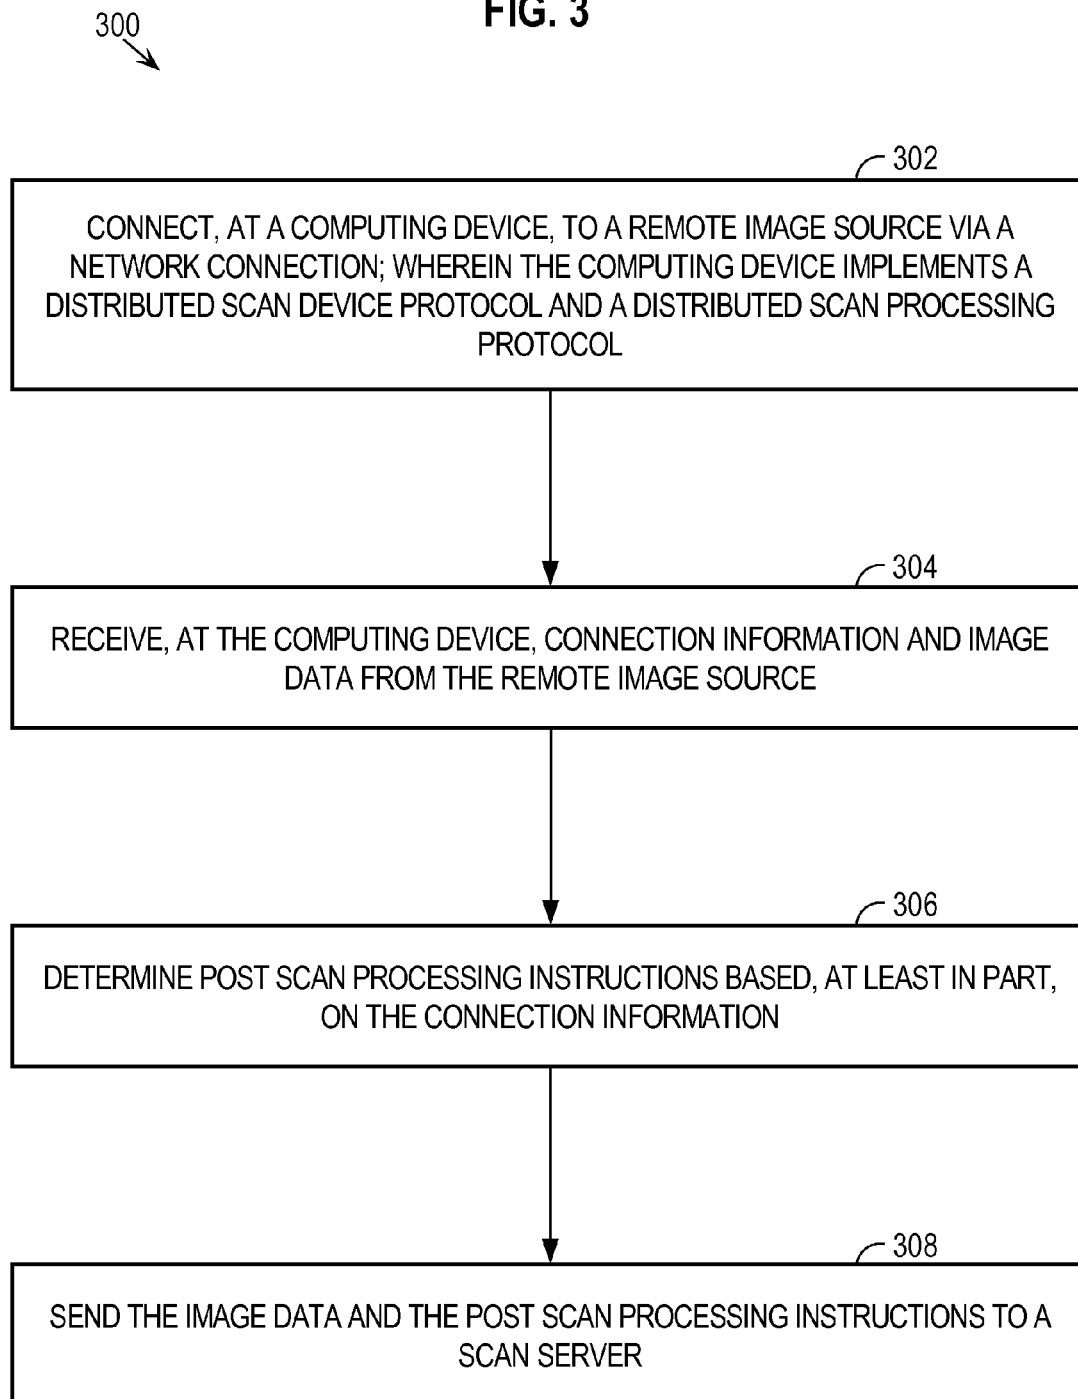 FIG. 3
300
302
CONNECT, AT A COMPUTING DEVICE, TO A REMOTE IMAGE SOURCE VIA A
NETWORK CONNECTION; WHEREIN THE COMPUTING DEVICE IMPLEMENTS A
DISTRIBUTED SCAN DEVICE PROTOCOL AND A DISTRIBUTED SCAN PROCESSING
PROTOCOL
304
RECEIVE, AT THE COMPUTING DEVICE, CONNECTION INFORMATION AND IMAGE
DATA FROM THE REMOTE IMAGE SOURCE
306
DETERMINE POST SCAN PROCESSING INSTRUCTIONS BASED, AT LEAST IN PART,
ON THE CONNECTION INFORMATION
308
SEND THE IMAGE DATA AND THE POST SCAN PROCESSING INSTRUCTIONS TO A
SCAN SERVER